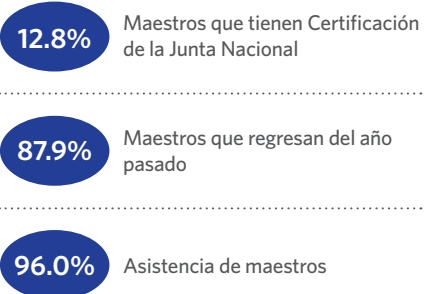 12.8%
Maestros que tienen Certificación
de la Junta Nacional
87.9%
Maestros que regresan del año
pasado
96.0%
Asistencia de maestros